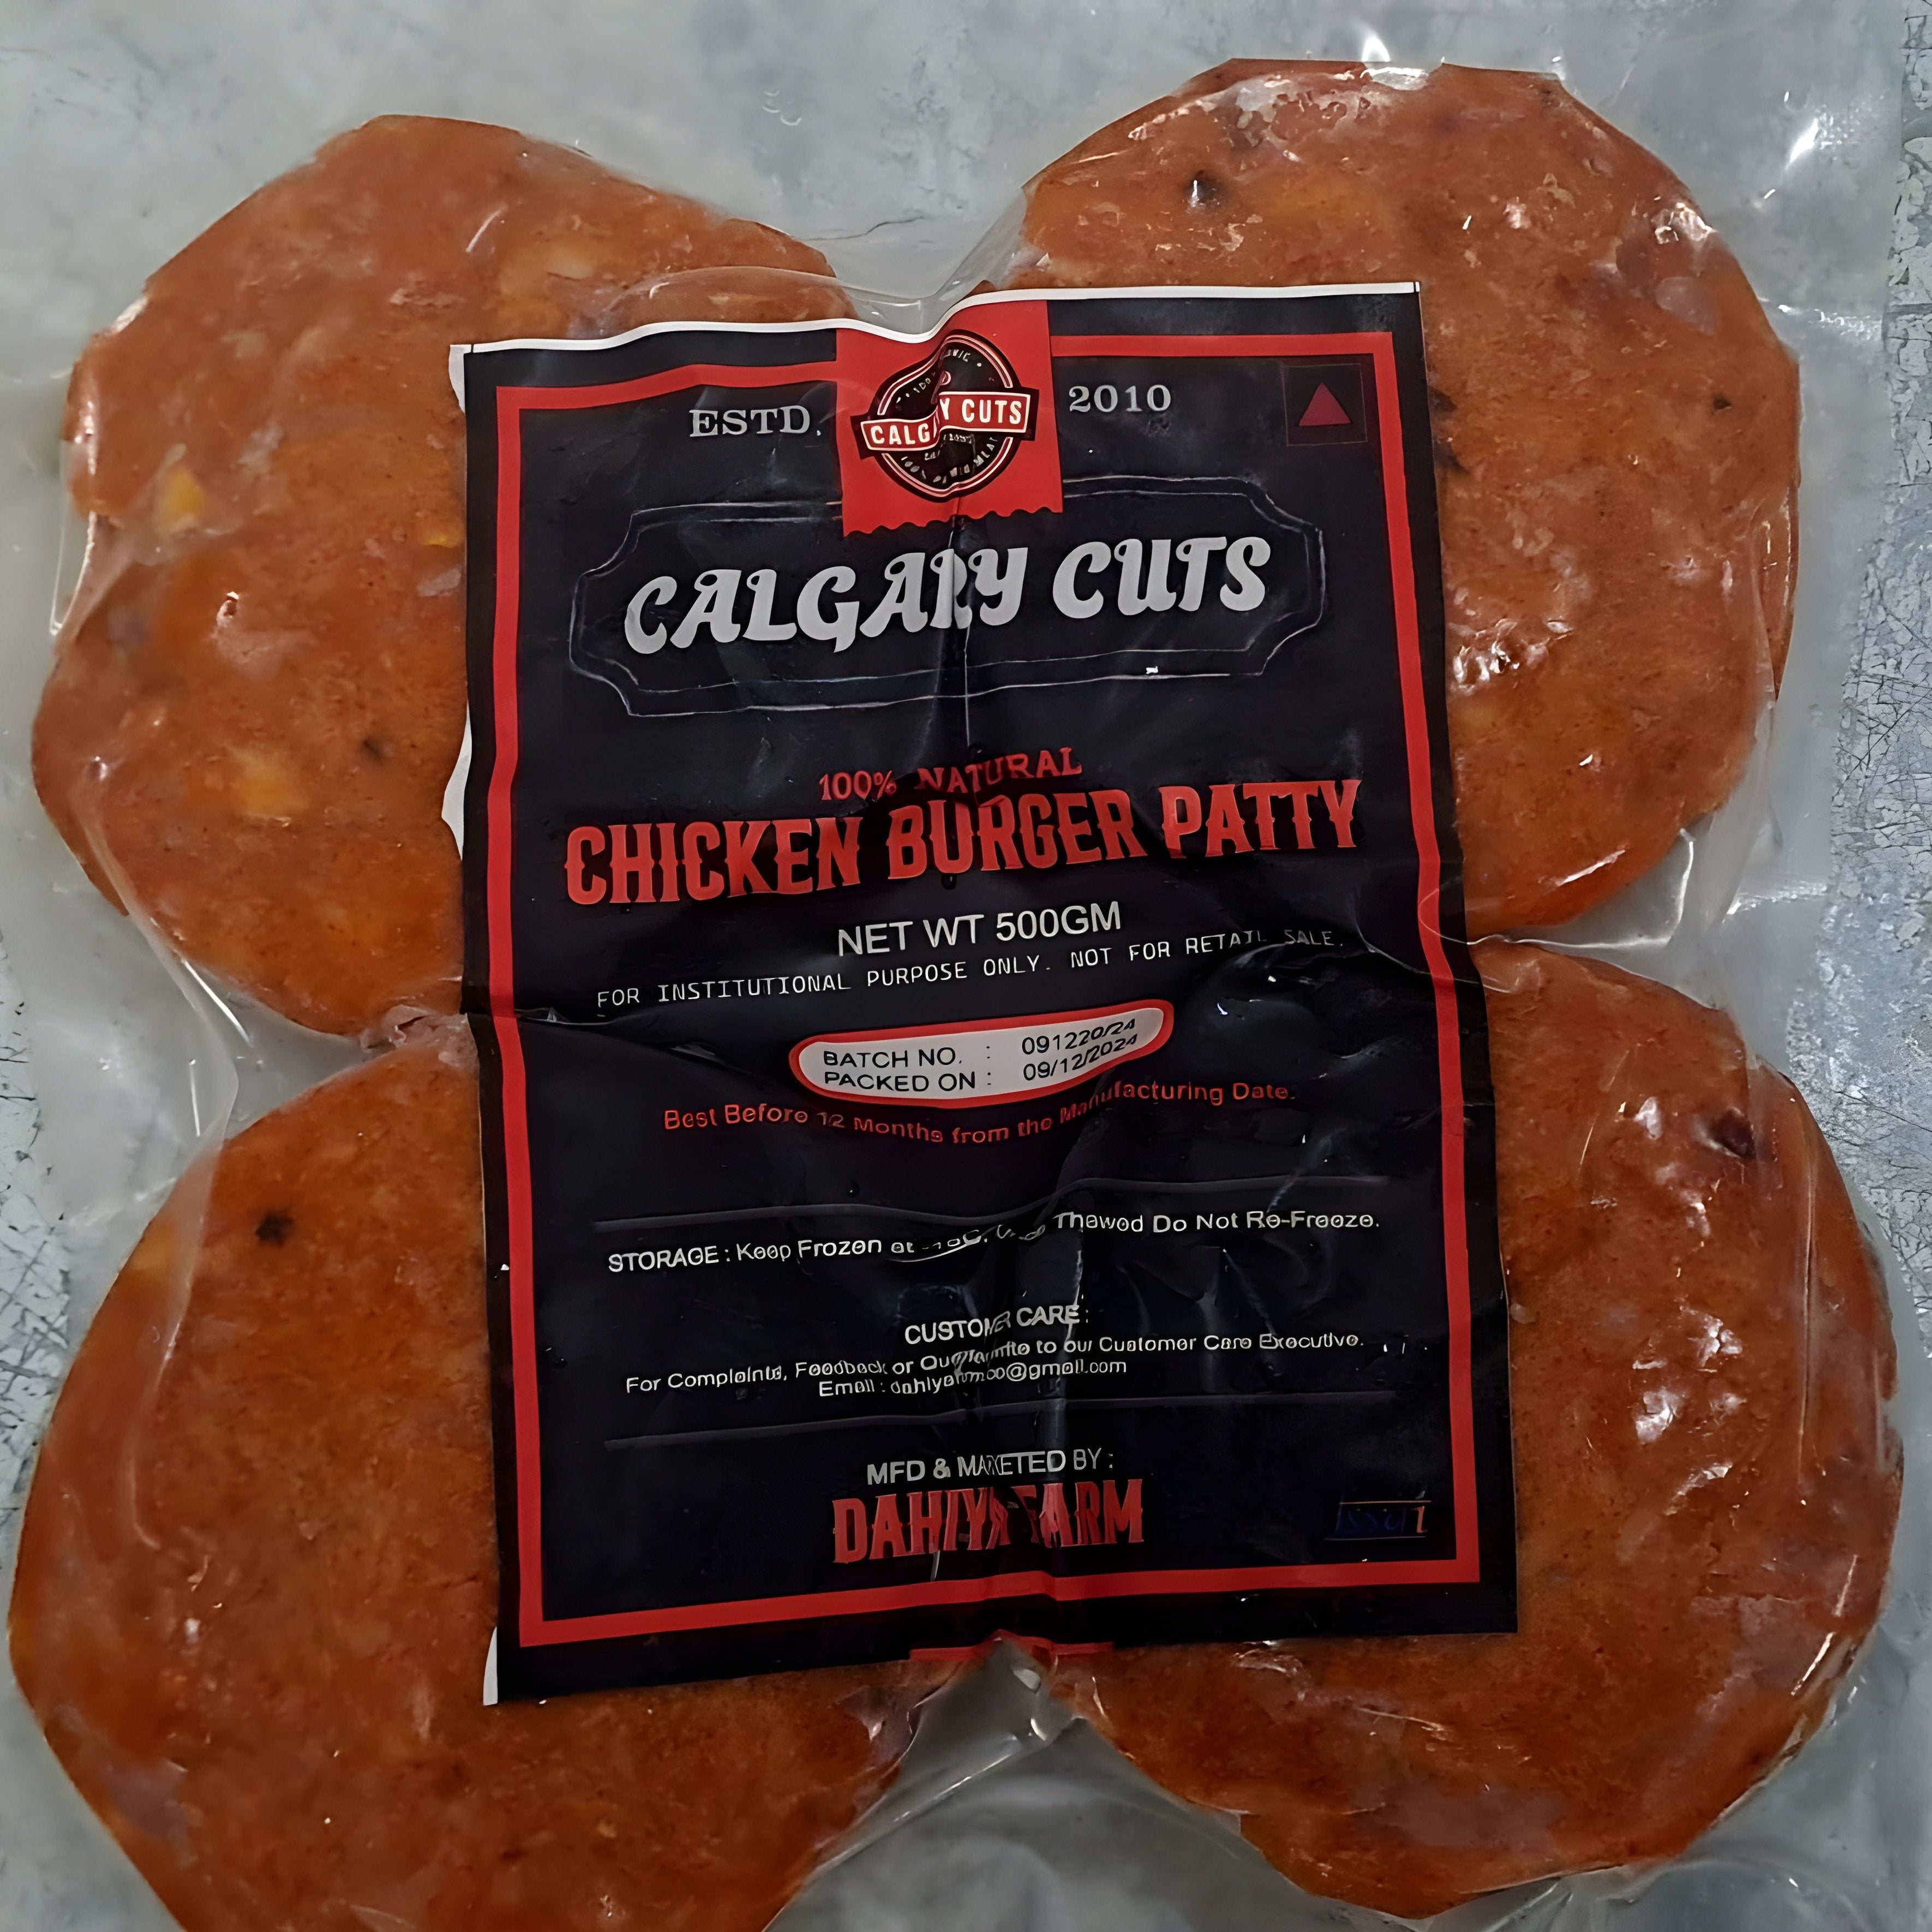 ESTD. 2010
CALGARY CUTS
CALGARY CUTS
100% NATURAL
CHICKEN BURGER PATTY
NET WT 500GM
FOR INSTITUTIONAL PURPOSE ONLY. NOT FOR RETAIL SALE.
BATCH NO. : 09122024
PACKED ON : 09/12/2024
Best Before 12 Months from the Manufacturing Date.
STORAGE : Keep Frozen at Thawed Do Not Re-Freeze.
CUSTOMER CARE :
For Complaints, Feedback or to our Customer Care Executive.
Email :
MFD & MARKETED BY :
DAHIYA FARM